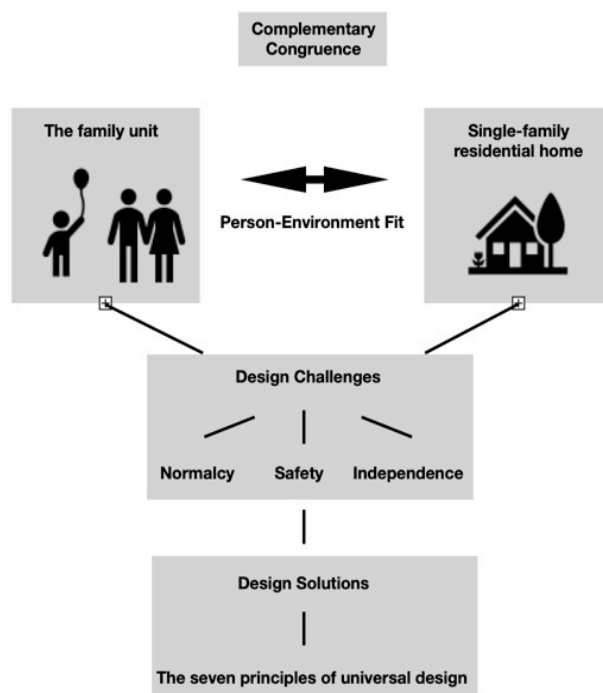 Complementary
Congruence
The family unit
Single-family
residential home
Person-Environment Fit
Design Challenges
Normalcy Safety Independence
Design Solutions
The seven principles of universal design